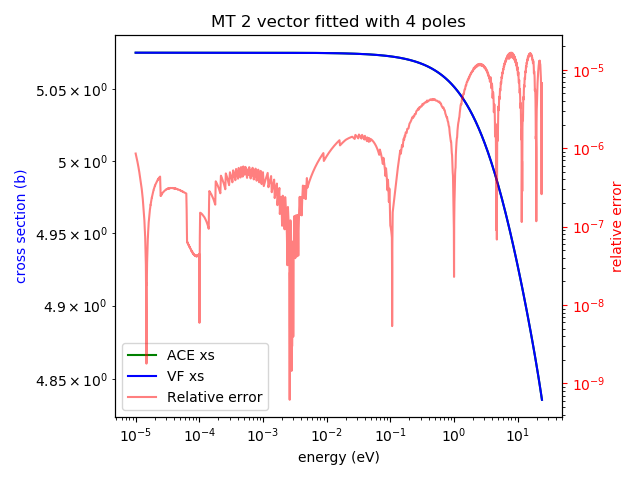 MT 2 vector fitted with 4 poles
cross section (b)
5.05 × 10⁰
5 × 10⁰
4.95 × 10⁰
4.9 × 10⁰
4.85 × 10⁰
10⁻⁵
10⁻⁶
10⁻⁷
10⁻⁸
10⁻⁹
relative error
ACE xs
VF xs
Relative error
10⁻⁵ 10⁻⁴ 10⁻³ 10⁻² 10⁻¹ 10⁰ 10¹
energy (eV)